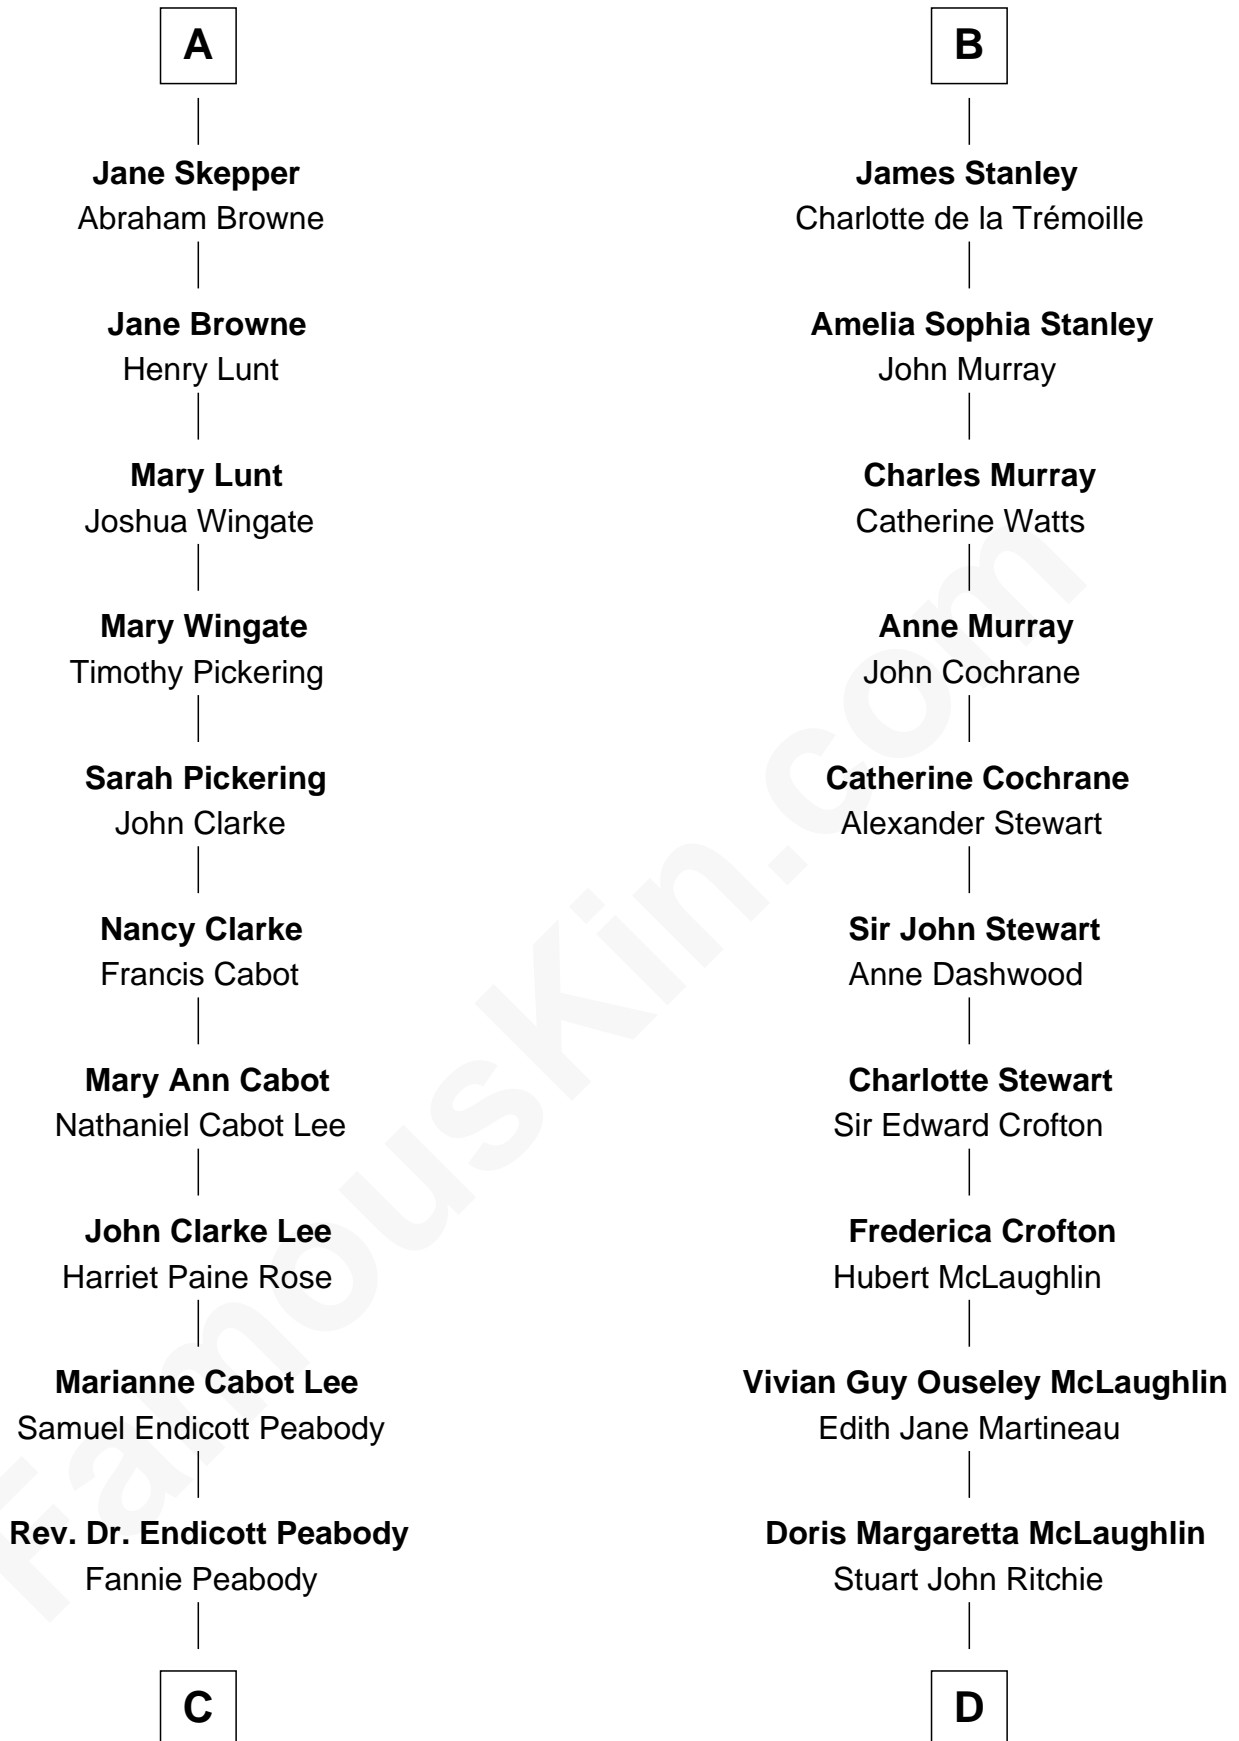 A
Jane Skepper
Abraham Browne
Jane Browne
Henry Lunt
Mary Lunt
Joshua Wingate
Mary Wingate
Timothy Pickering
Sarah Pickering
John Clarke
Nancy Clarke
Francis Cabot
Mary Ann Cabot
Nathaniel Cabot Lee
John Clarke Lee
Harriet Paine Rose
Marianne Cabot Lee
Samuel Endicott Peabody
Rev. Dr. Endicott Peabody
Fannie Peabody
C
B
James Stanley
Charlotte de la Trémoille
Amelia Sophia Stanley
John Murray
Charles Murray
Catherine Watts
Anne Murray
John Cochrane
Catherine Cochrane
Alexander Stewart
Sir John Stewart
Anne Dashwood
Charlotte Stewart
Sir Edward Crofton
Frederica Crofton
Hubert McLaughlin
Vivian Guy Ouseley McLaughlin
Edith Jane Martineau
Doris Margaretta McLaughlin
Stuart John Ritchie
D
FamousKin.com